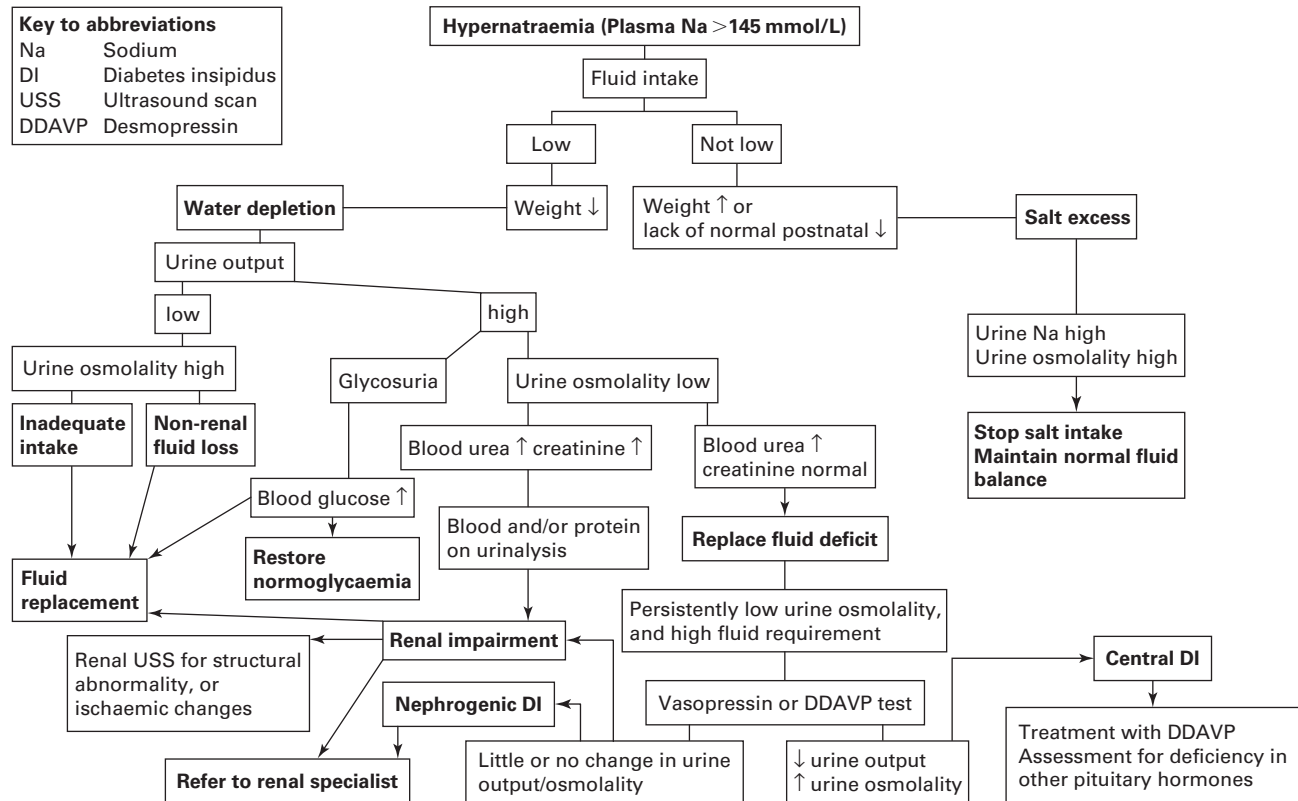 Key to abbreviations
Na Sodium
DI Diabetes insipidus
USS Ultrasound scan
DDAVP Desmopressin
Hypernatraemia (Plasma Na >145 mmol/L)
Fluid intake
Low
Not low
Water depletion
Weight ↓
Weight ↑ or
lack of normal postnatal ↓
Salt excess
Urine output
low
high
Urine Na high
Urine osmolality high
Urine osmolality high
Glycosuria
Urine osmolality low
Inadequate
intake
Non-renal
fluid loss
Blood urea ↑ creatinine ↑
Blood urea ↑
creatinine normal
Stop salt intake
Maintain normal fluid
balance
Blood glucose ↑
Blood and/or protein
on urinalysis
Replace fluid deficit
Restore
normoglycaemia
Fluid
replacement
Persistently low urine osmolality,
and high fluid requirement
Renal impairment
Renal USS for structural
abnormality, or
ischaemic changes
Central DI
Nephrogenic DI
Vasopressin or DDAVP test
Treatment with DDAVP
Assessment for deficiency in
other pituitary hormones
Refer to renal specialist
Little or no change in urine
output/osmolality
↓ urine output
↑ urine osmolality